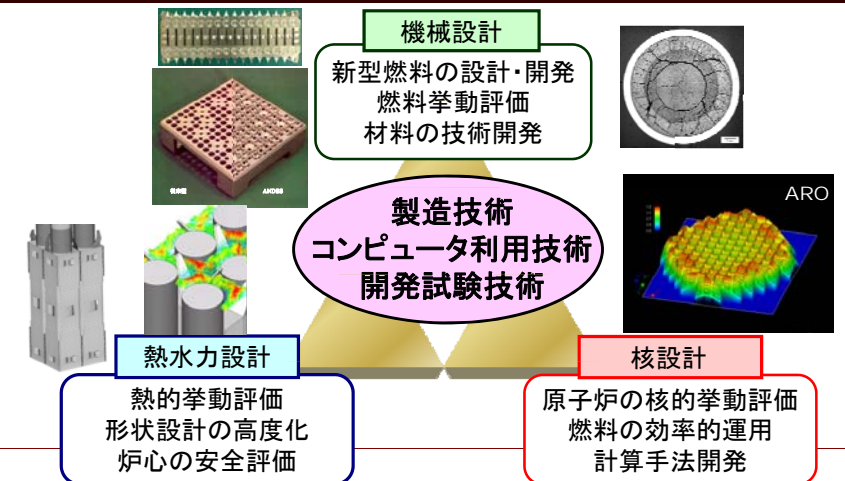 機械設計
新型燃料の設計・開発
燃料挙動評価
材料の技術開発
ANDES
ARO
製造技術
コンピュータ利用技術
開発試験技術
熱水力設計
熱的挙動評価
形状設計の高度化
炉心の安全評価
核設計
原子炉の核的挙動評価
燃料の効率的運用
計算手法開発